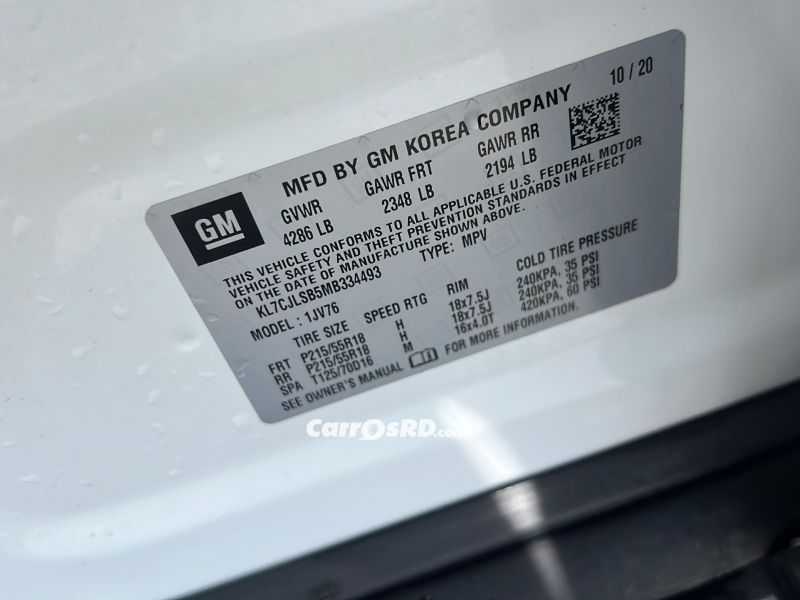 10 / 20
MFD BY GM KOREA COMPANY
GVWR GAWR FRT GAWR RR
4286 LB 2348 LB 2194 LB
GM
THIS VEHICLE CONFORMS TO ALL APPLICABLE U.S. FEDERAL MOTOR
VEHICLE SAFETY AND THEFT PREVENTION STANDARDS IN EFFECT
ON THE DATE OF MANUFACTURE SHOWN ABOVE.
KL7CJLSB5MB334493 TYPE: MPV
MODEL : 1JV76
TIRE SIZE SPEED RTG RIM COLD TIRE PRESSURE
FRT P215/55R18 H 18x7.5J 240KPA, 35 PSI
RR P215/55R18 H 18x7.5J 240KPA, 35 PSI
SPA T125/70D16 M 16x4.0T 420KPA, 60 PSI
SEE OWNER'S MANUAL FOR MORE INFORMATION.
CarrOsRD.com